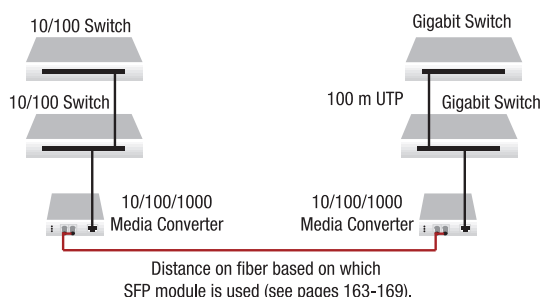 10/100 Switch
Gigabit Switch
10/100 Switch
100 m UTP
Gigabit Switch
10/100/1000
Media Converter
10/100/1000
Media Converter
Distance on fiber based on which
SFP module is used (see pages 163-169).